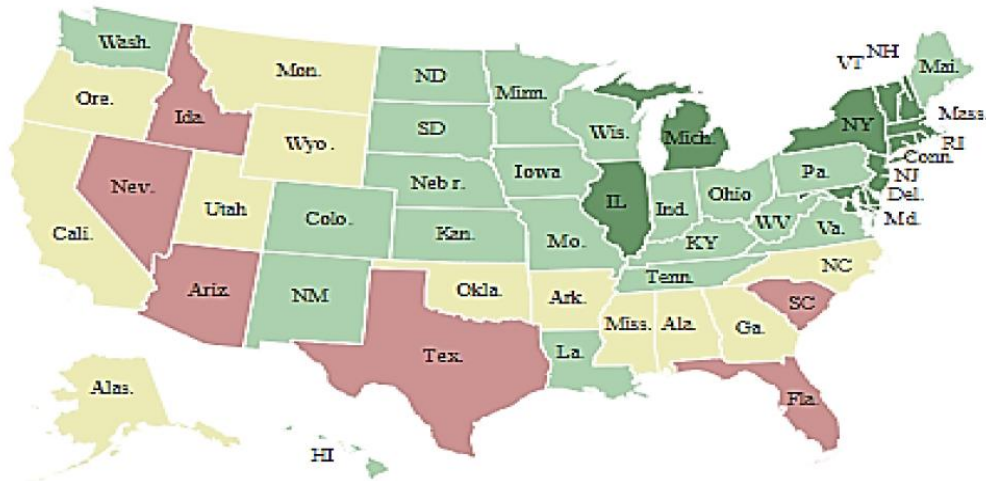 Wash.
Mon.
ND
Minn.
VT
NH
Mai.
Ore.
Ida.
SD
Wis.
Mich.
NY
Mass.
RI
Conn.
Wyo.
Iowa
Pa.
NJ
Del.
Md.
Nev.
Utah
Nebr.
IL
Ind.
Ohio
WV
Va.
Cali.
Colo.
Kan.
Mo.
KY
Ariz.
NM
Okla.
Ark.
Tenn.
NC
SC
Tex.
La.
Miss.
Ala.
Ga.
Fla.
Alas.
HI